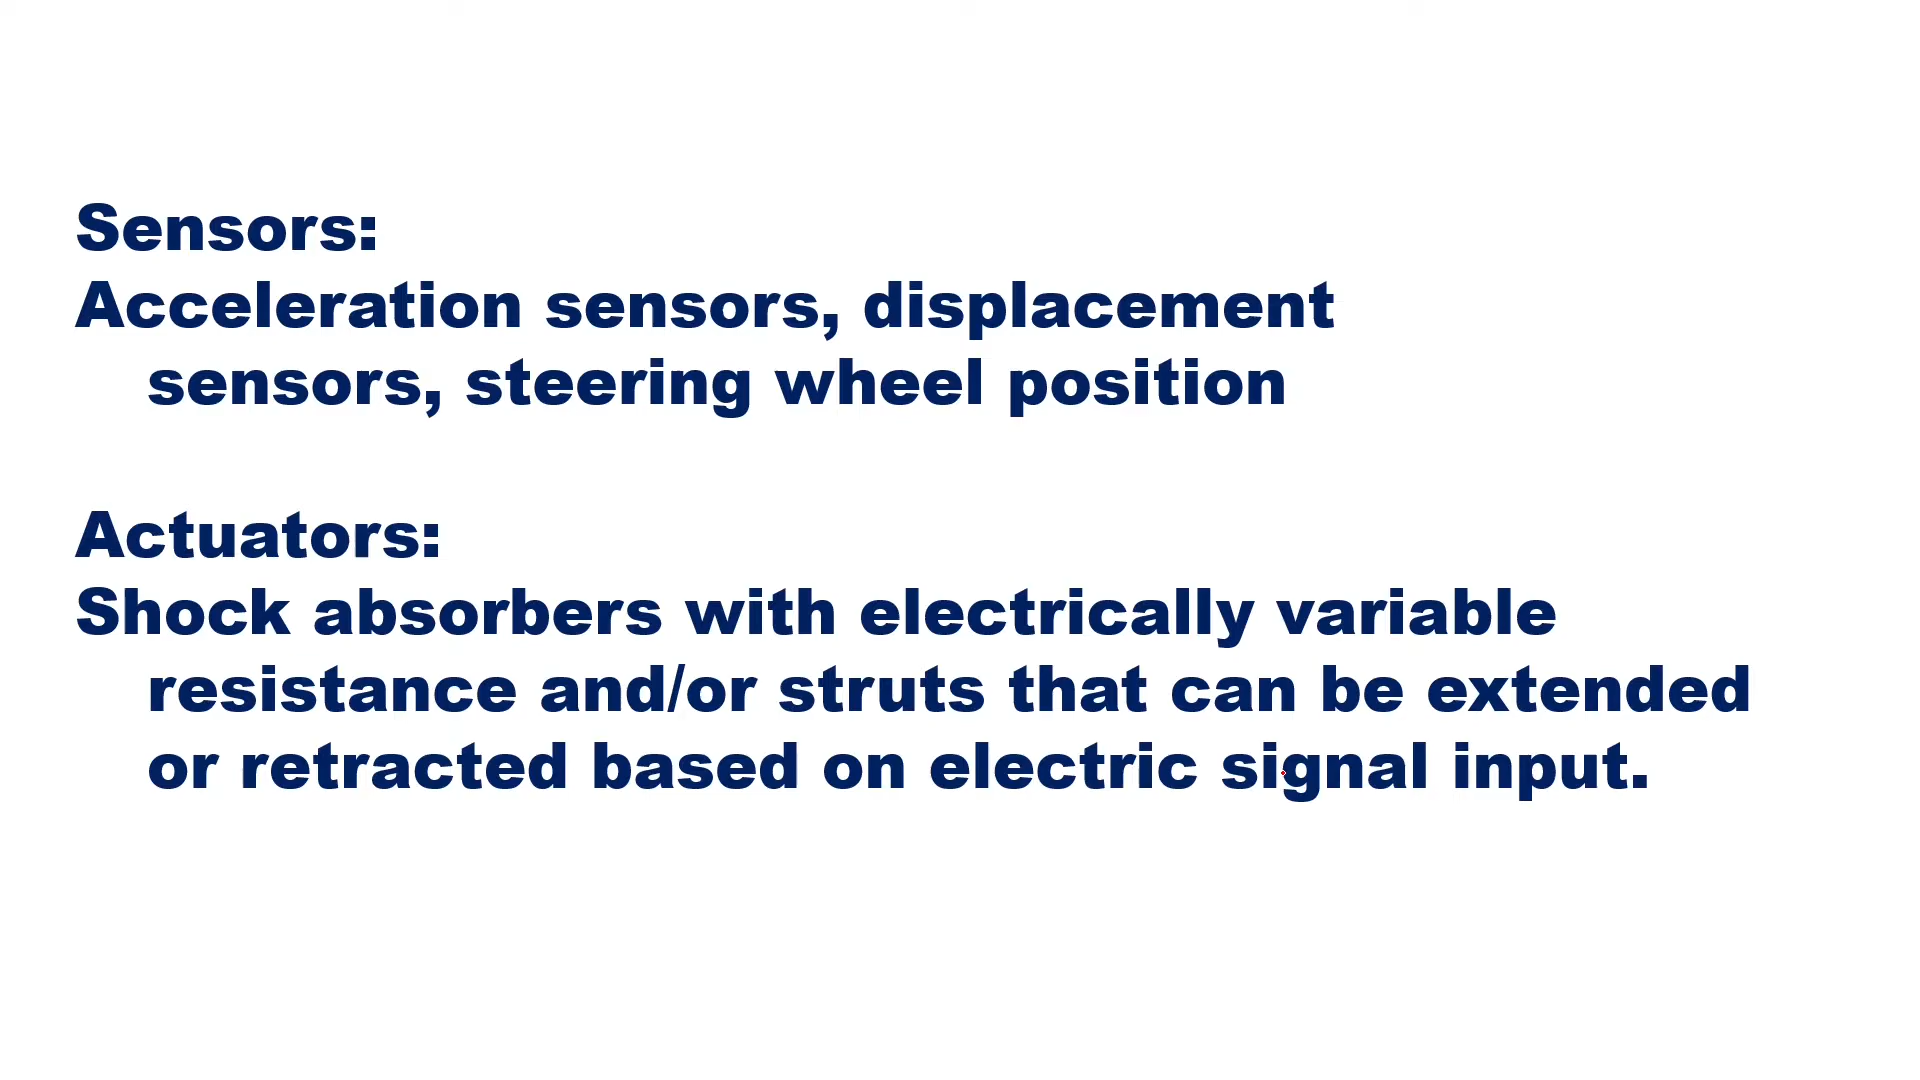 Sensors:
Acceleration sensors, displacement
sensors, steering wheel position
Actuators:
Shock absorbers with electrically variable
resistance and/or struts that can be extended
or retracted based on electric signal input.